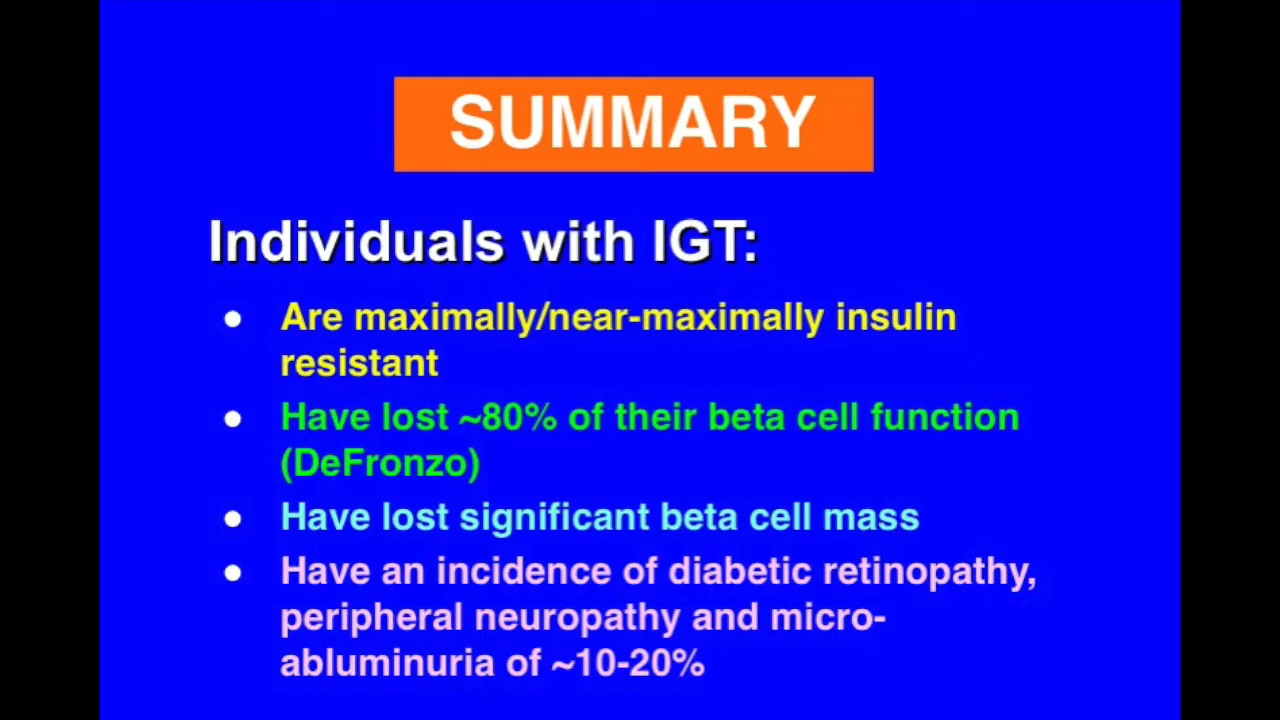 SUMMARY
Individuals with IGT:
● Are maximally/near-maximally insulin
resistant
● Have lost ~80% of their beta cell function
(DeFronzo)
● Have lost significant beta cell mass
● Have an incidence of diabetic retinopathy,
peripheral neuropathy and micro-
abluminuria of ~10-20%